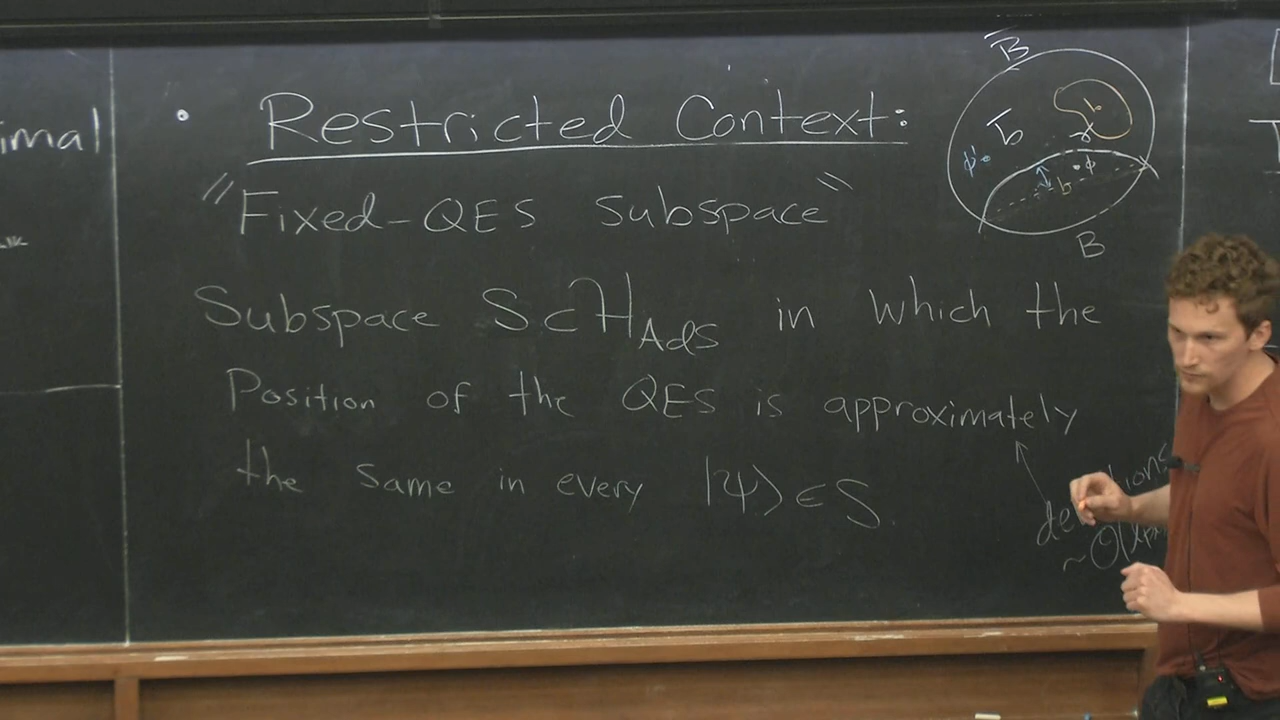 imal
• Restricted Context:
"Fixed-QES subspace"
Subspace S⊂H_AdS in which the
Position of the QES is approximately
the same in every |ψ⟩∈S.
B̅
b
b̅
γ
ϕ'
ϕ
b
B